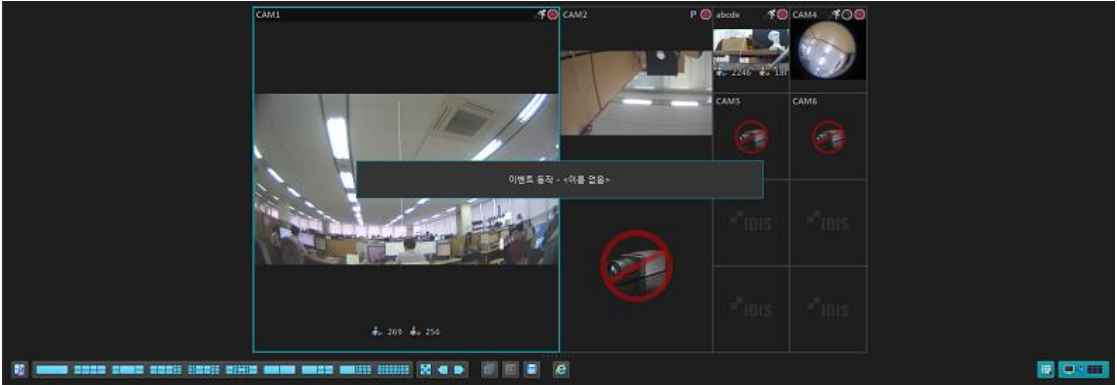 CAM1
CAM2
P
abcde
CAM4
2246
CAM5
CAM6
이벤트 동작 - <이름 없음>
IDIS
IDIS
IDIS
IDIS
269 256